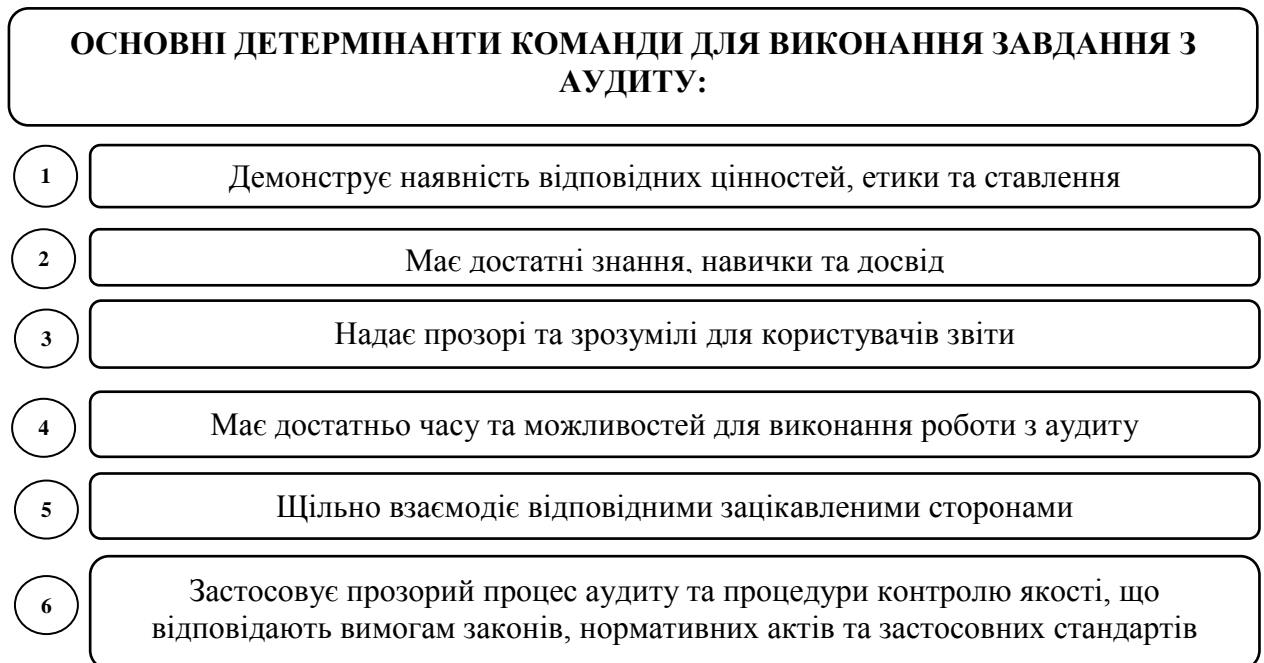 ОСНОВНІ ДЕТЕРМІНАНТИ КОМАНДИ ДЛЯ ВИКОНАННЯ ЗАВДАННЯ З
АУДИТУ:
1 Демонструє наявність відповідних цінностей, етики та ставлення
2 Має достатні знання, навички та досвід
3 Надає прозорі та зрозумілі для користувачів звіти
4 Має достатньо часу та можливостей для виконання роботи з аудиту
5 Щільно взаємодіє відповідними зацікавленими сторонами
6 Застосовує прозорий процес аудиту та процедури контролю якості, що
відповідають вимогам законів, нормативних актів та застосовних стандартів